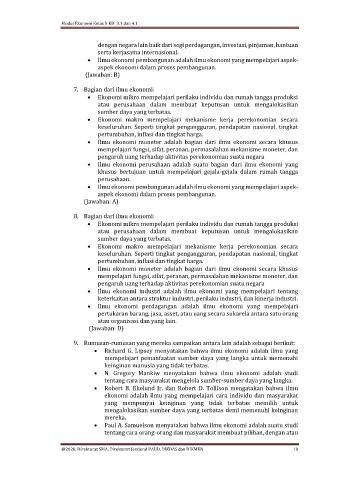 Modul Ekonomi Kelas X KD 3.1 dan 4.1
dengan negara lain baik dari segi perdagangan, investasi, pinjaman, bantuan
serta kerjasama internasional.
• Ilmu ekonomi pembangunan adalah ilmu ekonomi yang mempelajari aspek-
aspek ekonomi dalam proses pembangunan.
(Jawaban: B)
7. Bagian dari ilmu ekonomi:
• Ekonomi mikro mempelajari perilaku individu dan rumah tangga produksi
atau perusahaan dalam membuat keputusan untuk mengalokasikan
sumber daya yang terbatas.
• Ekonomi makro mempelajari mekanisme kerja perekonomian secara
keseluruhan. Seperti tingkat pengangguran, pendapatan nasional, tingkat
pertumbuhan, inflasi dan tingkat harga.
• Ilmu ekonomi moneter adalah bagian dari ilmu ekonomi secara khusus
mempelajari fungsi, sifat, peranan, permasalahan mekanisme moneter, dan
pengaruh uang terhadap aktivitas perekonomian suatu negara
• Ilmu ekonomi perusahaan adalah suatu bagian dari ilmu ekonomi yang
khusus bertujuan untuk mempelajari gejala-gejala dalam rumah tangga
perusahaan.
• Ilmu ekonomi pembangunan adalah ilmu ekonomi yang mempelajari aspek-
aspek ekonomi dalam proses pembangunan.
(Jawaban: A)
8. Bagian dari ilmu ekonomi:
• Ekonomi mikro mempelajari perilaku individu dan rumah tangga produksi
atau perusahaan dalam membuat keputusan untuk mengalokasikan
sumber daya yang terbatas.
• Ekonomi makro mempelajari mekanisme kerja perekonomian secara
keseluruhan. Seperti tingkat pengangguran, pendapatan nasional, tingkat
pertumbuhan, inflasi dan tingkat harga.
• Ilmu ekonomi moneter adalah bagian dari ilmu ekonomi secara khusus
mempelajari fungsi, sifat, peranan, permasalahan mekanisme moneter, dan
pengaruh uang terhadap aktivitas perekonomian suatu negara
• Ilmu ekonomi industri adalah ilmu ekonomi yang mempelajari tentang
keterkaitan antara struktur industri, perilaku industri, dan kinerja industri.
• Ilmu ekonomi perdagangan adalah ilmu ekonomi yang mempelajari
pertukaran barang, jasa, asset, atau uang secara sukarela antara satu orang
atau organisasi dan yang lain.
(Jawaban: D)
9. Rumusan-rumusan yang mereka sampaikan antara lain adalah sebagai berikut:
• Richard G. Lipsey menyatakan bahwa ilmu ekonomi adalah ilmu yang
mempelajari pemanfaatan sumber daya yang langka untuk memenuhi
keinginan manusia yang tidak terbatas.
• N. Gregory Mankiw menyatakan bahwa ilmu ekonomi adalah studi
tentang cara masyarakat mengelola sumber-sumber daya yang langka.
• Robert B. Ekelund Jr. dan Robert D. Tollison mengatakan bahwa ilmu
ekonomi adalah ilmu yang mempelajari cara individu dan masyarakat
yang mempunyai keinginan yang tidak terbatas memilih untuk
mengalokasikan sumber daya yang terbatas demi memenuhi keinginan
mereka.
• Paul A. Samuelson menyatakan bahwa ilmu ekonomi adalah suatu studi
tentang cara orang-orang dan masyarakat membuat pilihan, dengan atau
@2020, Direktorat SMA, Direktorat Jenderal PAUD, DIKDAS dan DIKMEN